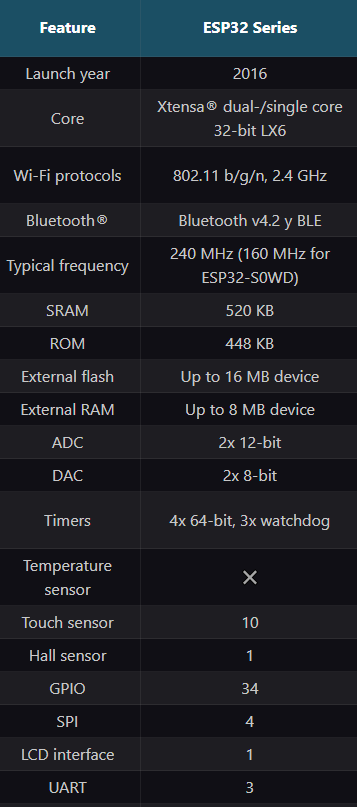 Feature ESP32 Series
Launch year 2016
Core Xtensa® dual-/single core
32-bit LX6
Wi-Fi protocols 802.11 b/g/n, 2.4 GHz
Bluetooth® Bluetooth v4.2 y BLE
Typical frequency 240 MHz (160 MHz for
ESP32-S0WD)
SRAM 520 KB
ROM 448 KB
External flash Up to 16 MB device
External RAM Up to 8 MB device
ADC 2x 12-bit
DAC 2x 8-bit
Timers 4x 64-bit, 3x watchdog
Temperature
sensor ✕
Touch sensor 10
Hall sensor 1
GPIO 34
SPI 4
LCD interface 1
UART 3